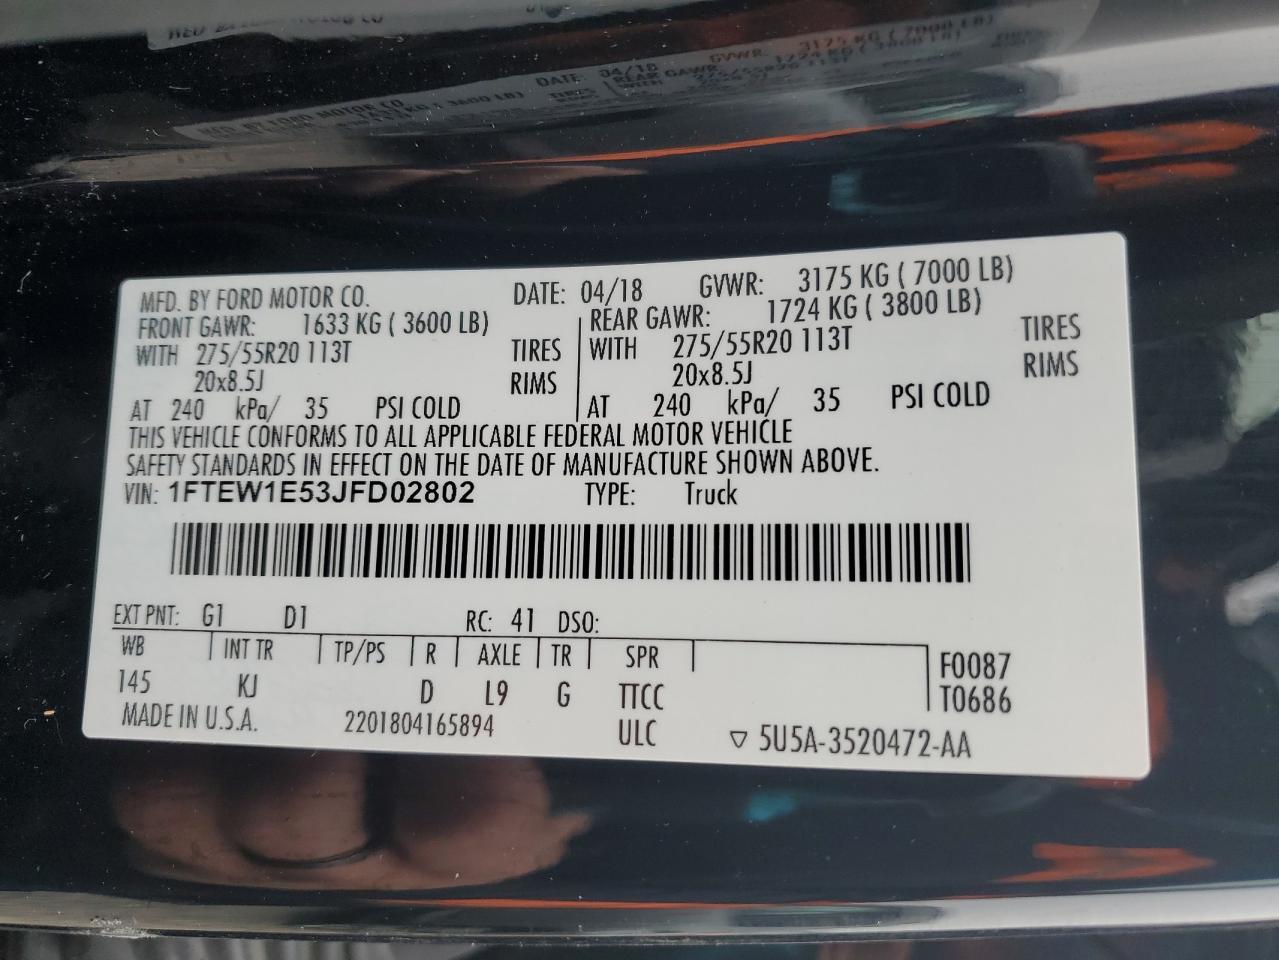 MFD. BY FORD MOTOR CO. DATE: 04/18 GVWR: 3175 KG ( 7000 LB)
FRONT GAWR: 1633 KG ( 3600 LB) REAR GAWR: 1724 KG ( 3800 LB)
WITH 275/55R20 113T TIRES WITH 275/55R20 113T TIRES
20x8.5J RIMS 20x8.5J RIMS
AT 240 kPa/ 35 PSI COLD AT 240 kPa/ 35 PSI COLD
THIS VEHICLE CONFORMS TO ALL APPLICABLE FEDERAL MOTOR VEHICLE
SAFETY STANDARDS IN EFFECT ON THE DATE OF MANUFACTURE SHOWN ABOVE.
VIN: 1FTEW1E53JFD02802 TYPE: Truck
EXT PNT: G1 D1 RC: 41 DSO:
WB INT TR TP/PS R AXLE TR SPR F0087
145 KJ D L9 G TTCC T0686
MADE IN U.S.A. 2201804165894 ULC ▽ 5U5A-3520472-AA